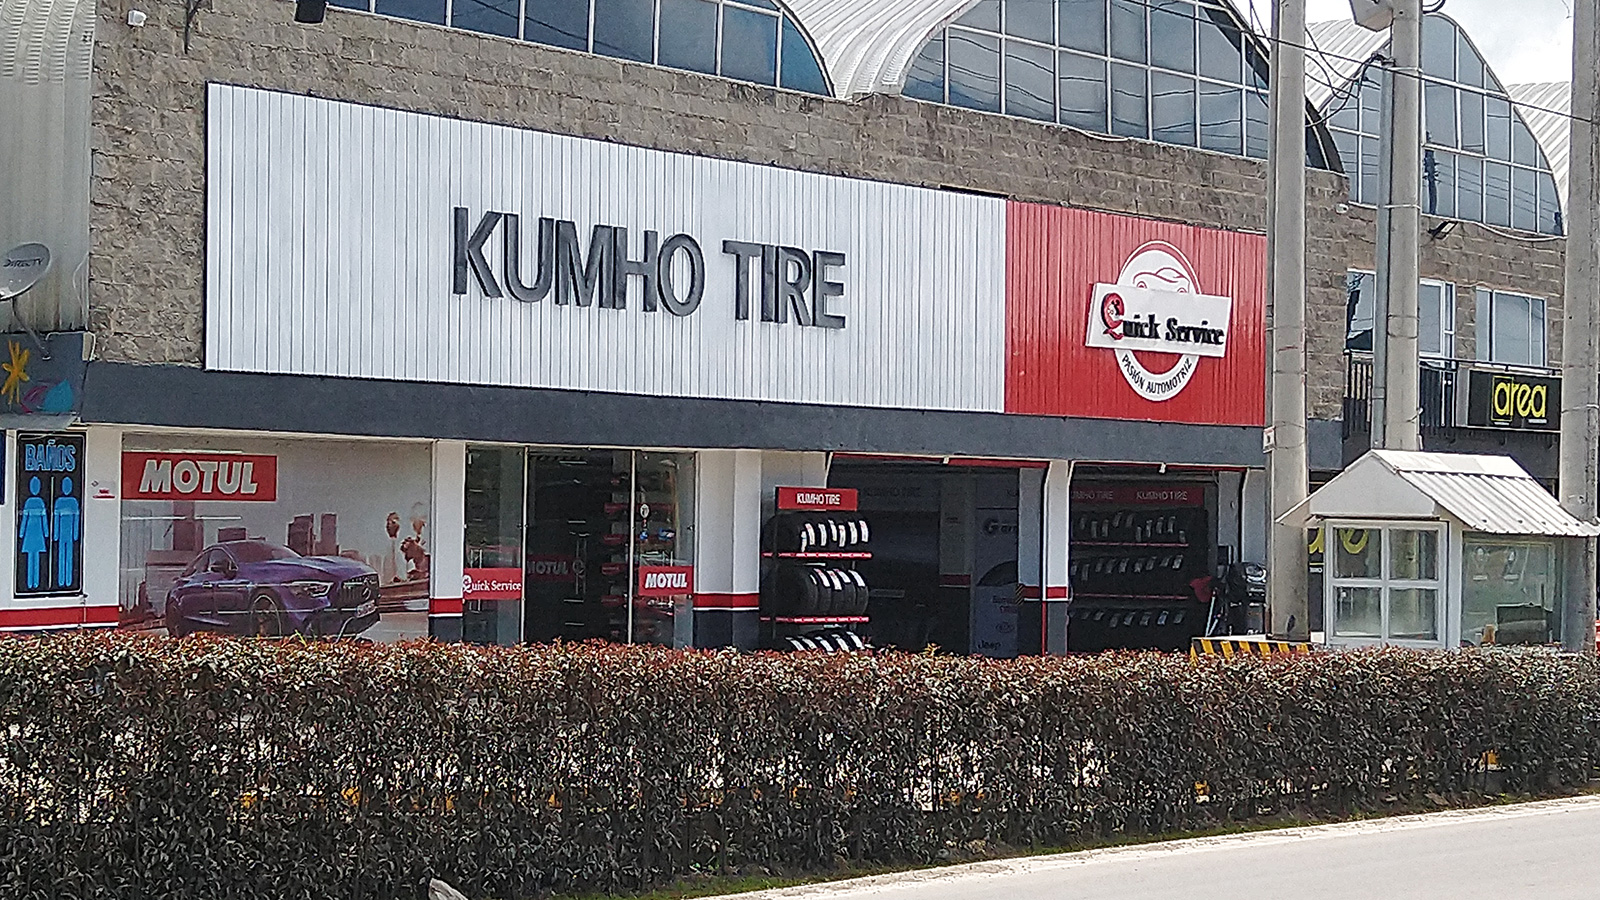 KUMHO TIRE
Quick Service
PASIÓN AUTOMOTRIZ
DIRECTV
area
BAÑOS
MOTUL
KUMHO TIRE
KUMHO TIRE
KUMHO TIRE
KUMHO TIRE
Quick Service
MOTUL
MOTUL
Jeep